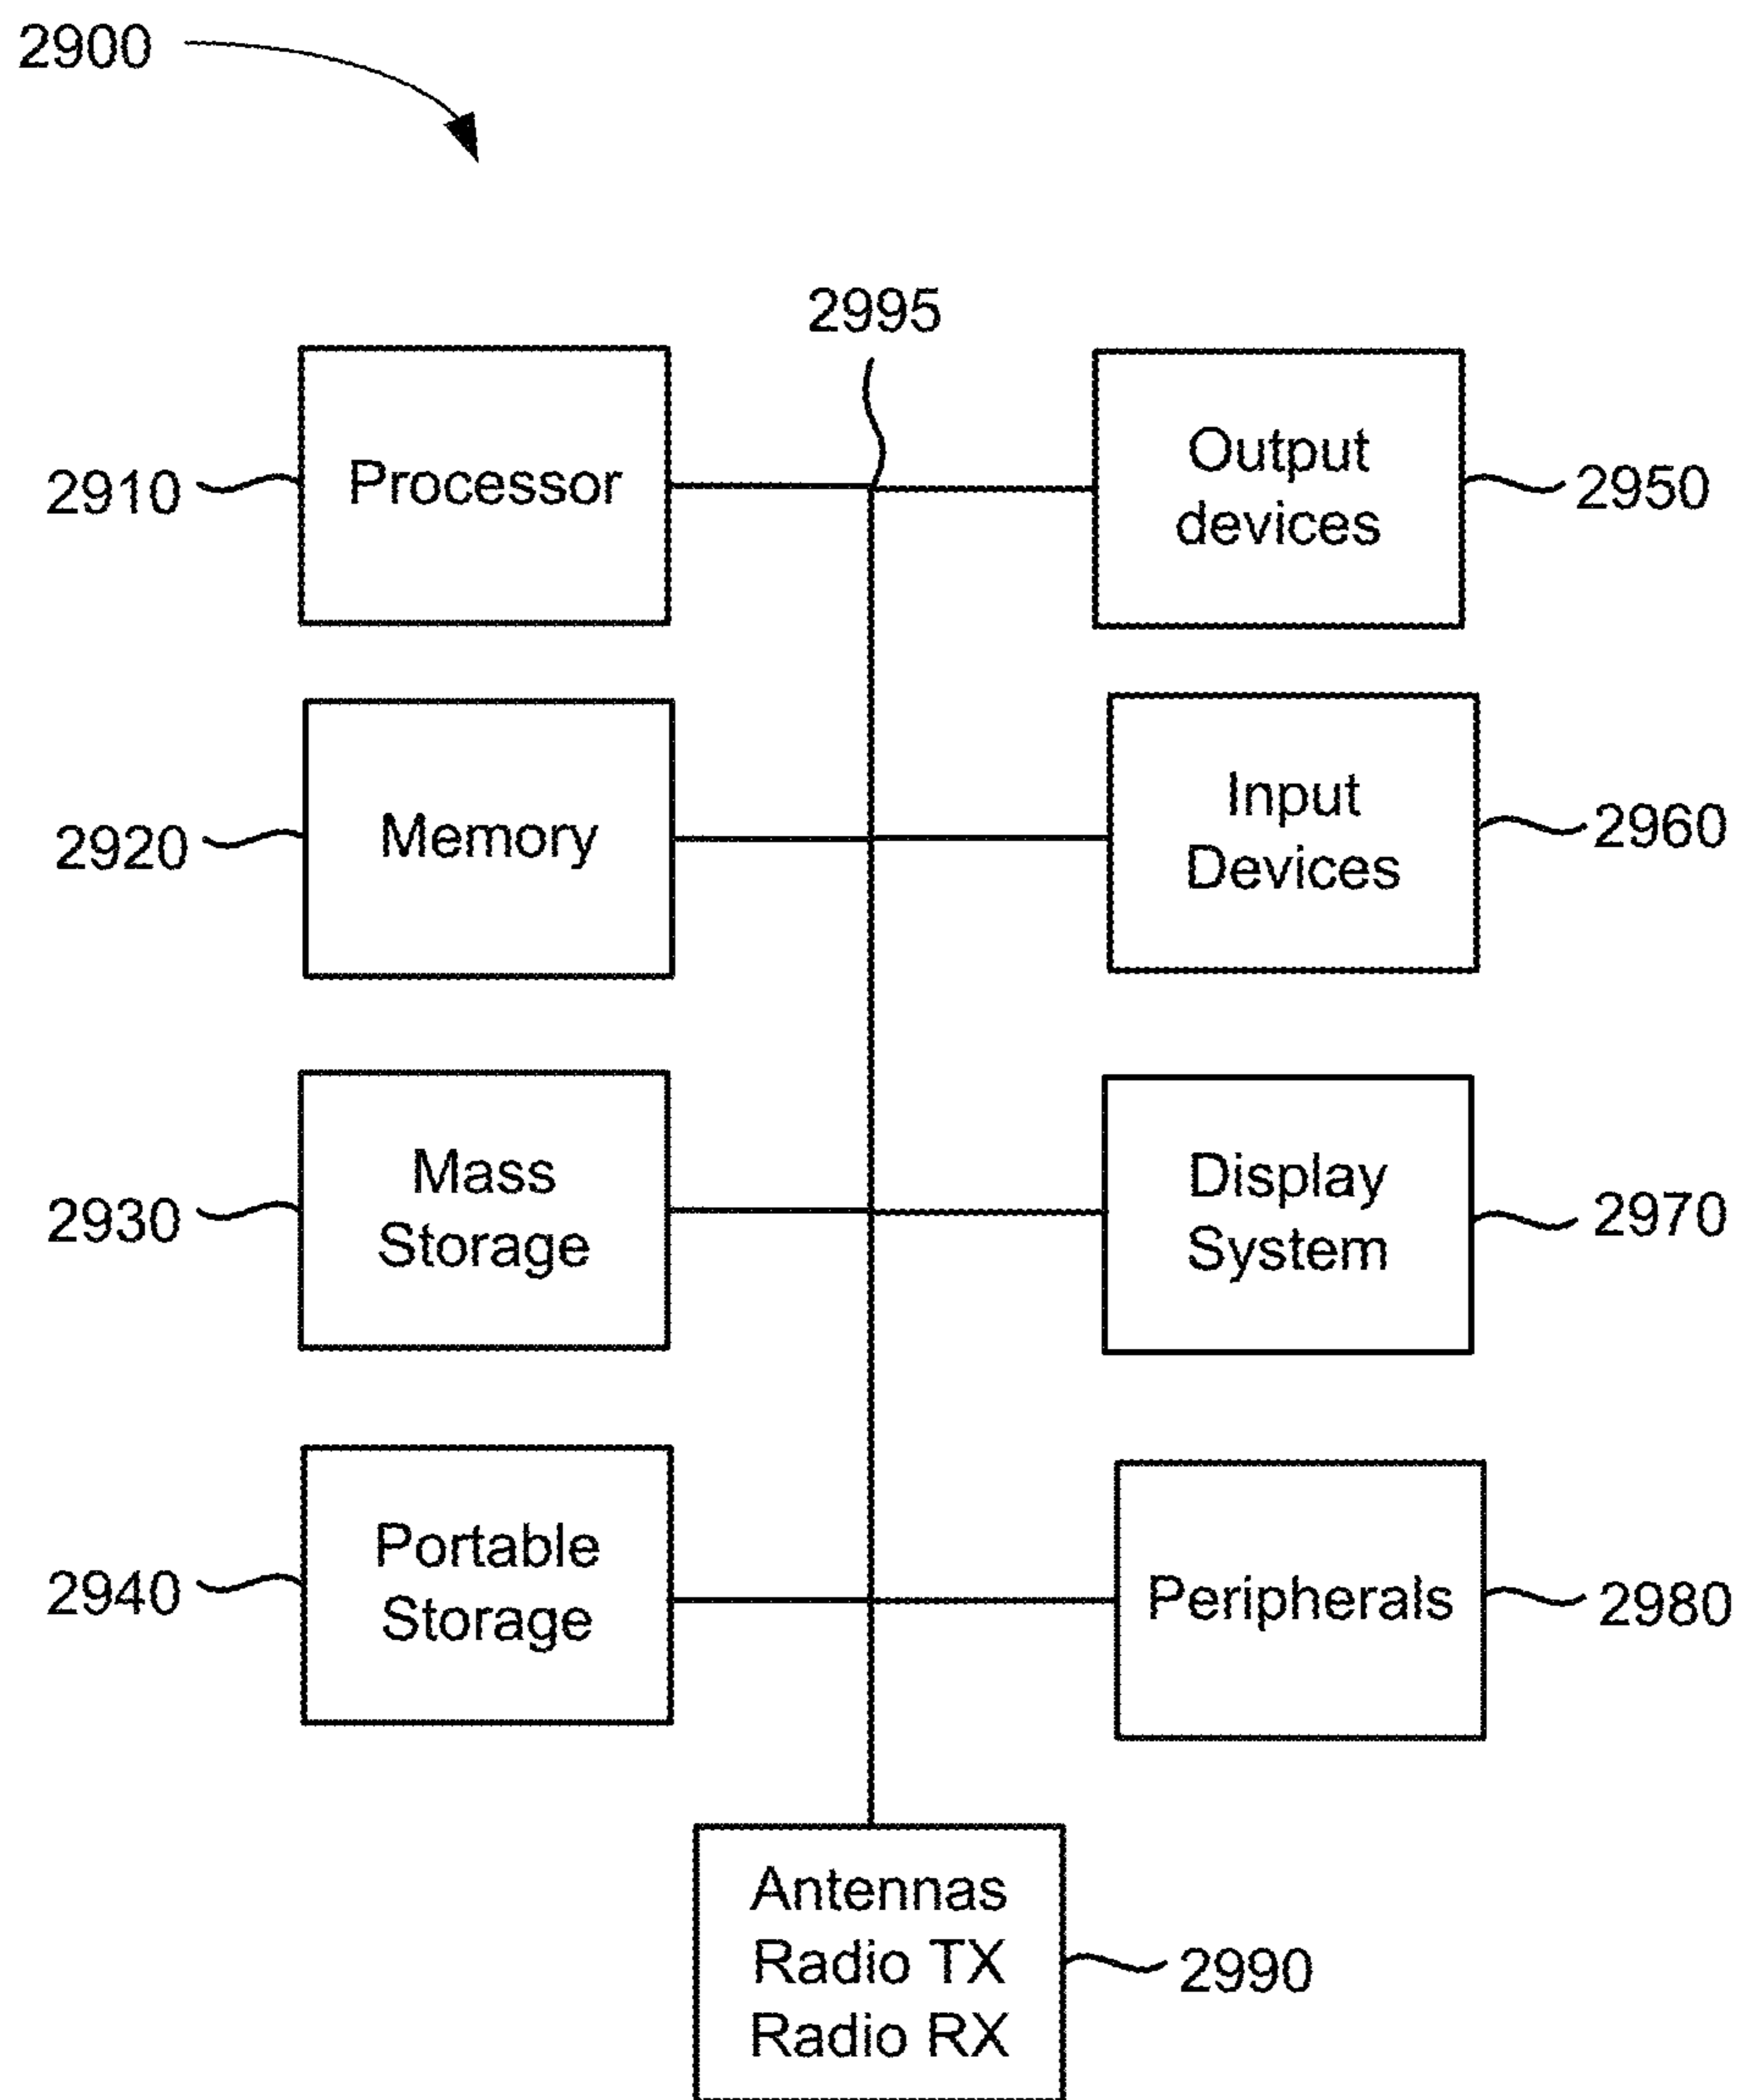 2900
2995
2910
Processor
Output
devices
2950
2920
Memory
Input
Devices
2960
2930
Mass
Storage
Display
System
2970
2940
Portable
Storage
Peripherals
2980
Antennas
Radio TX
Radio RX
2990